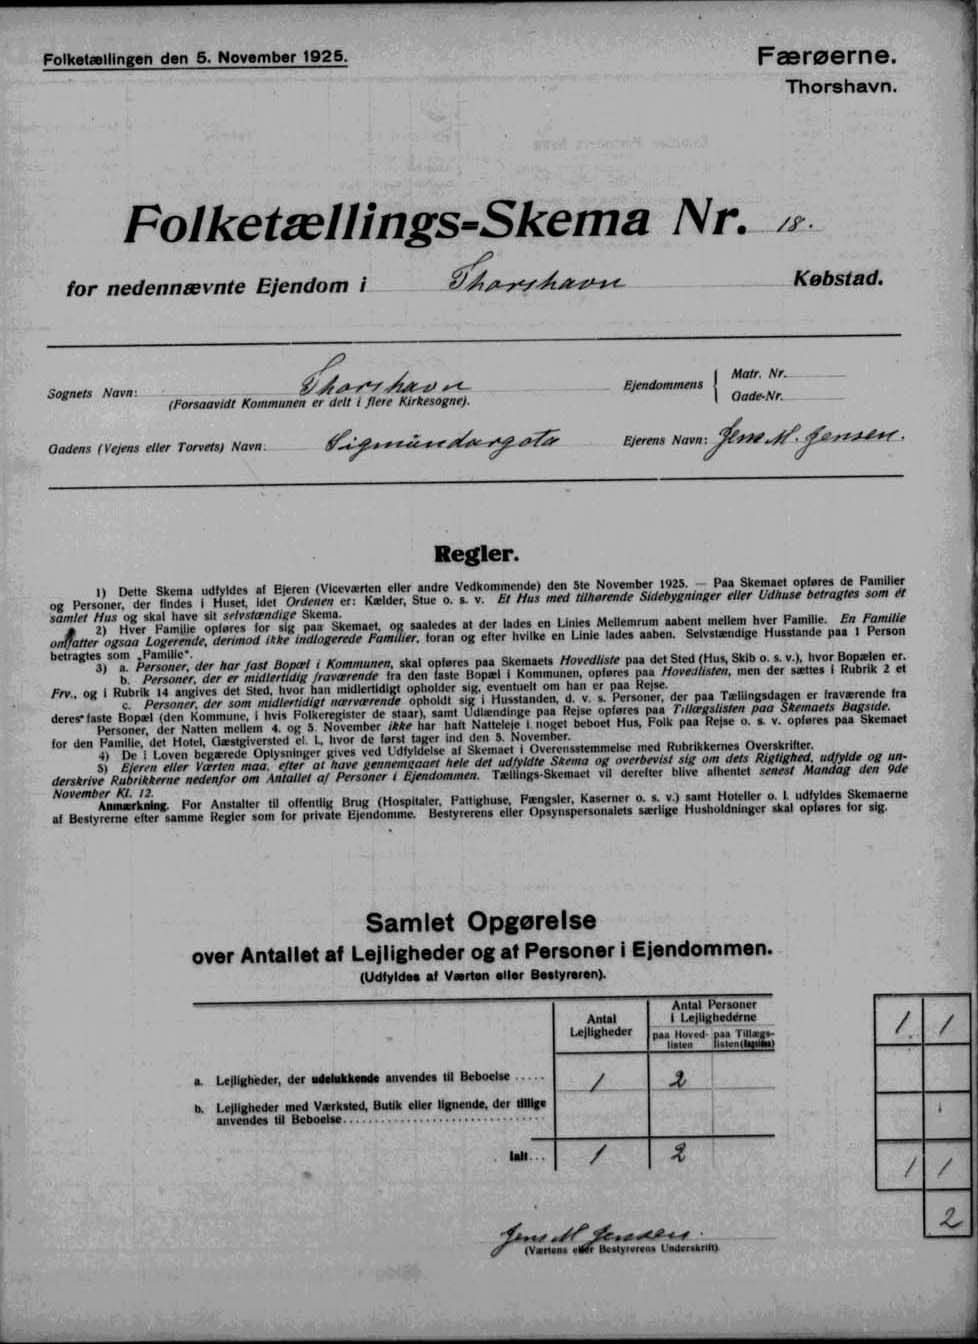 Folketællingen den 5. November 1925.
Færøerne.
Thorshavn.
Folketællings-Skema Nr. 18.
for nedennævnte Ejendom i Thorshavn Købstad.
Sognets Navn: Thorshavn
(Forsaavidt Kommunen er delt i flere Kirkesogne).
Ejendommens { Matr. Nr.
Gade-Nr.
Gadens (Vejens eller Torvets) Navn: Sigmundargøta
Ejerens Navn: Jens M. Jensen.
Regler.
1) Dette Skema udfyldes af Ejeren (Viceværten eller andre Vedkommende) den 5te November 1925. — Paa Skemaet opføres de Familier
og Personer, der findes i Huset, idet Ordenen er: Kælder, Stue o. s. v. Et Hus med tilhørende Sidebygninger eller Udhuse betragtes som ét
samlet Hus og skal have sit selvstændige Skema.
2) Hver Familie opføres for sig paa Skemaet, og saaledes at der lades en Linies Mellemrum aabent mellem hver Familie. En Familie
omfatter ogsaa Logerende, derimod ikke indlogerede Familier, foran og efter hvilke en Linie lades aaben. Selvstændige Husstande paa 1 Person
betragtes som „Familie“.
3) a. Personer, der har fast Bopæl i Kommunen, skal opføres paa Skemaets Hovedliste paa det Sted (Hus, Skib o. s. v.), hvor Bopælen er.
b. Personer, der er midlertidig fraværende fra den faste Bopæl i Kommunen, opføres paa Hovedlisten, men der sættes i Rubrik 2 et
Frv., og i Rubrik 14 angives det Sted, hvor han midlertidigt opholder sig, eventuelt om han er paa Rejse.
c. Personer, der som midlertidigt nærværende opholdt sig i Husstanden, d. v. s. Personer, der paa Tællingsdagen er fraværende fra
deres faste Bopæl (den Kommune, i hvis Folkeregister de staar), samt Udlændinge paa Rejse opføres paa Tillægslisten paa Skemaets Bagside.
Personer, der Natten mellem 4. og 5. November ikke har haft Natteleje i noget beboet Hus, Folk paa Rejse o. s. v. opføres paa Skemaet
for den Familie, det Hotel, Gæstgiversted el. l., hvor de først tager ind den 5. November.
4) De i Loven begærede Oplysninger gives ved Udfyldelse af Skemaet i Overensstemmelse med Rubrikkernes Overskrifter.
5) Ejeren eller Værten maa, efter at have gennemgaaet hele det udfyldte Skema og overbevist sig om dets Rigtighed, udfylde og un-
derskrive Rubrikkerne nedenfor om Antallet af Personer i Ejendommen. Tællings-Skemaet vil derefter blive afhentet senest Mandag den 9de
November Kl. 12.
Anmærkning. For Anstalter til offentlig Brug (Hospitaler, Fattighuse, Fængsler, Kaserner o. s. v.) samt Hoteller o. l. udfyldes Skemaerne
af Bestyrerne efter samme Regler som for private Ejendomme. Bestyrerens eller Opsynspersonalets særlige Husholdninger skal opføres for sig.
Samlet Opgørelse
over Antallet af Lejligheder og af Personer i Ejendommen.
(Udfyldes af Værten eller Bestyreren).
Antal
Lejligheder
Antal Personer
i Lejlighederne
paa Hoved-
listen
paa Tillægs-
listen (Bagsiden)
1 1
a. Lejligheder, der udelukkende anvendes til Beboelse ..... 1 2
b. Lejligheder med Værksted, Butik eller lignende, der tillige
anvendes til Beboelse
Ialt... 1 2
1 1
2
Jens M Jensen.
(Værtens eller Bestyrerens Underskrift)